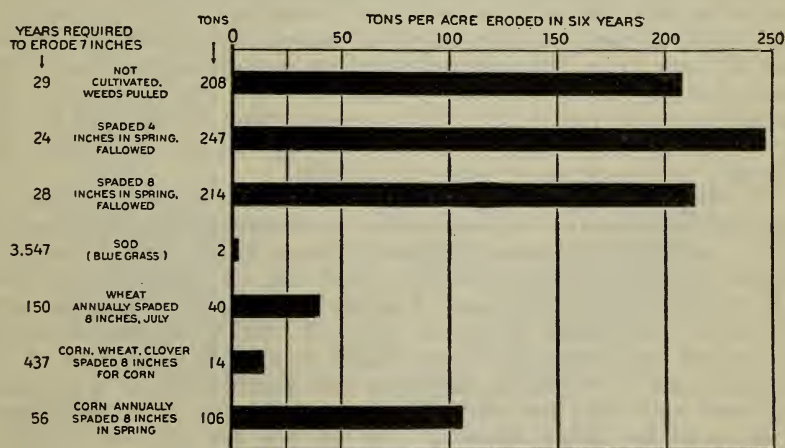 YEARS REQUIRED
TO ERODE 7 INCHES
TONS
TONS PER ACRE ERODED IN SIX YEARS
0 50 100 150 200 250
29
NOT
CULTIVATED.
WEEDS PULLED
208
24
SPADED 4
INCHES IN SPRING.
FALLOWED
247
28
SPADED 8
INCHES IN SPRING,
FALLOWED
214
3.547
SOD
(BLUE GRASS)
2
150
WHEAT
ANNUALLY SPADED
8 INCHES, JULY
40
437
CORN. WHEAT. CLOVER
SPADED 8 INCHES
FOR CORN
14
56
CORN ANNUALLY
SPADED 8 INCHES
IN SPRING
106